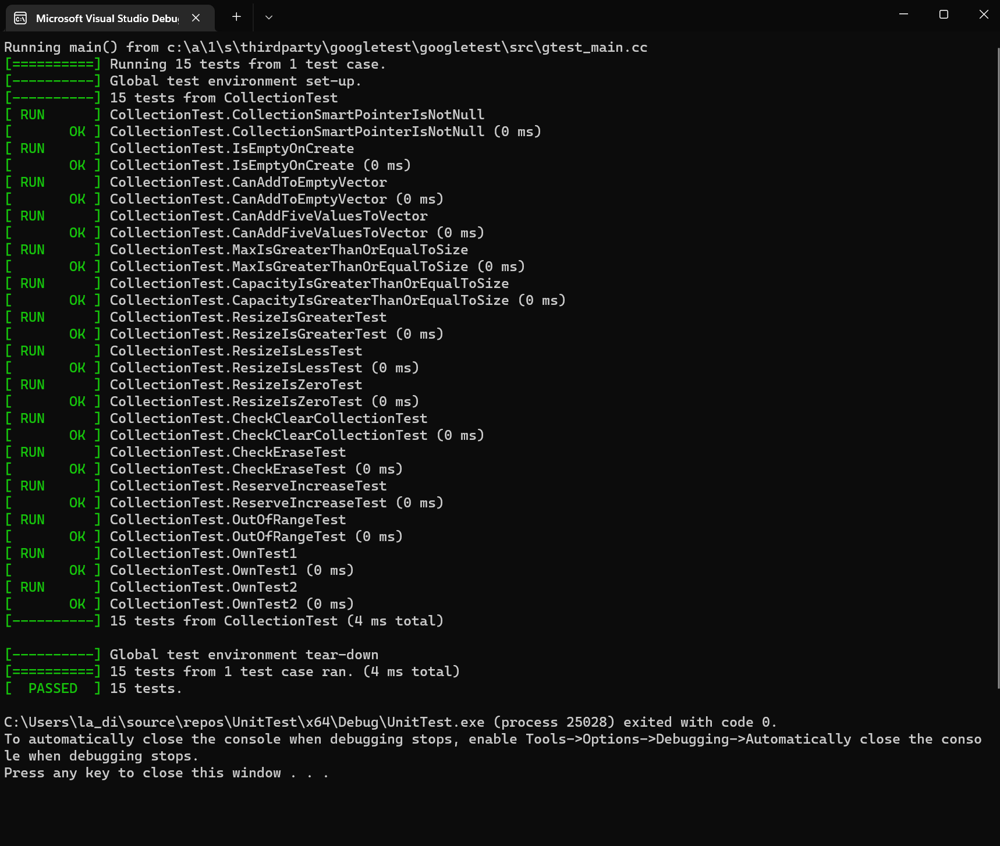 Microsoft Visual Studio Debu
Running main() from c:\a\1\s\thirdparty\googletest\googletest\src\gtest_main.cc
[==========] Running 15 tests from 1 test case.
[----------] Global test environment set-up.
[----------] 15 tests from CollectionTest
[ RUN      ] CollectionTest.CollectionSmartPointerIsNotNull
[       OK ] CollectionTest.CollectionSmartPointerIsNotNull (0 ms)
[ RUN      ] CollectionTest.IsEmptyOnCreate
[       OK ] CollectionTest.IsEmptyOnCreate (0 ms)
[ RUN      ] CollectionTest.CanAddToEmptyVector
[       OK ] CollectionTest.CanAddToEmptyVector (0 ms)
[ RUN      ] CollectionTest.CanAddFiveValuesToVector
[       OK ] CollectionTest.CanAddFiveValuesToVector (0 ms)
[ RUN      ] CollectionTest.MaxIsGreaterThanOrEqualToSize
[       OK ] CollectionTest.MaxIsGreaterThanOrEqualToSize (0 ms)
[ RUN      ] CollectionTest.CapacityIsGreaterThanOrEqualToSize
[       OK ] CollectionTest.CapacityIsGreaterThanOrEqualToSize (0 ms)
[ RUN      ] CollectionTest.ResizeIsGreaterTest
[       OK ] CollectionTest.ResizeIsGreaterTest (0 ms)
[ RUN      ] CollectionTest.ResizeIsLessTest
[       OK ] CollectionTest.ResizeIsLessTest (0 ms)
[ RUN      ] CollectionTest.ResizeIsZeroTest
[       OK ] CollectionTest.ResizeIsZeroTest (0 ms)
[ RUN      ] CollectionTest.CheckClearCollectionTest
[       OK ] CollectionTest.CheckClearCollectionTest (0 ms)
[ RUN      ] CollectionTest.CheckEraseTest
[       OK ] CollectionTest.CheckEraseTest (0 ms)
[ RUN      ] CollectionTest.ReserveIncreaseTest
[       OK ] CollectionTest.ReserveIncreaseTest (0 ms)
[ RUN      ] CollectionTest.OutOfRangeTest
[       OK ] CollectionTest.OutOfRangeTest (0 ms)
[ RUN      ] CollectionTest.OwnTest1
[       OK ] CollectionTest.OwnTest1 (0 ms)
[ RUN      ] CollectionTest.OwnTest2
[       OK ] CollectionTest.OwnTest2 (0 ms)
[----------] 15 tests from CollectionTest (4 ms total)
[----------] Global test environment tear-down
[==========] 15 tests from 1 test case ran. (4 ms total)
[  PASSED  ] 15 tests.
C:\Users\la_di\source\repos\UnitTest\x64\Debug\UnitTest.exe (process 25028) exited with code 0.
To automatically close the console when debugging stops, enable Tools->Options->Debugging->Automatically close the conso
le when debugging stops.
Press any key to close this window . . .